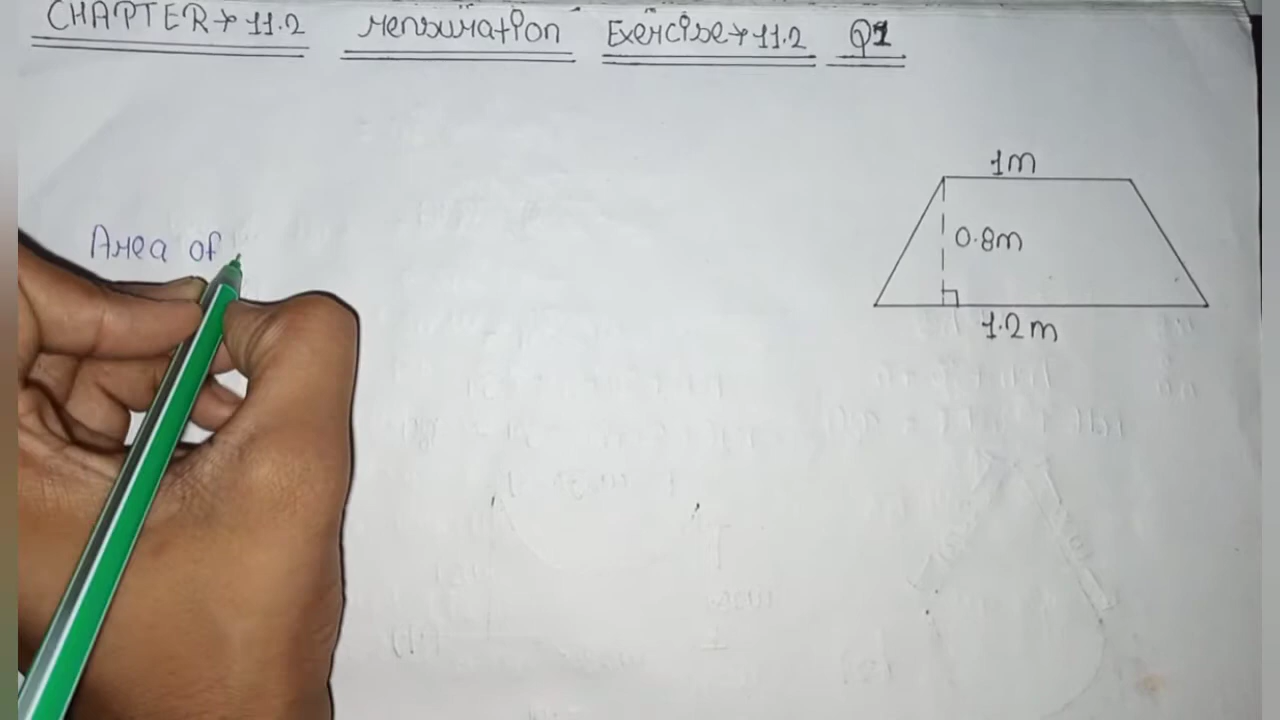 CHAPTER→11.2 Mensuration Exercise→11.2 Q1
1m
Area of
0.8m
1.2m